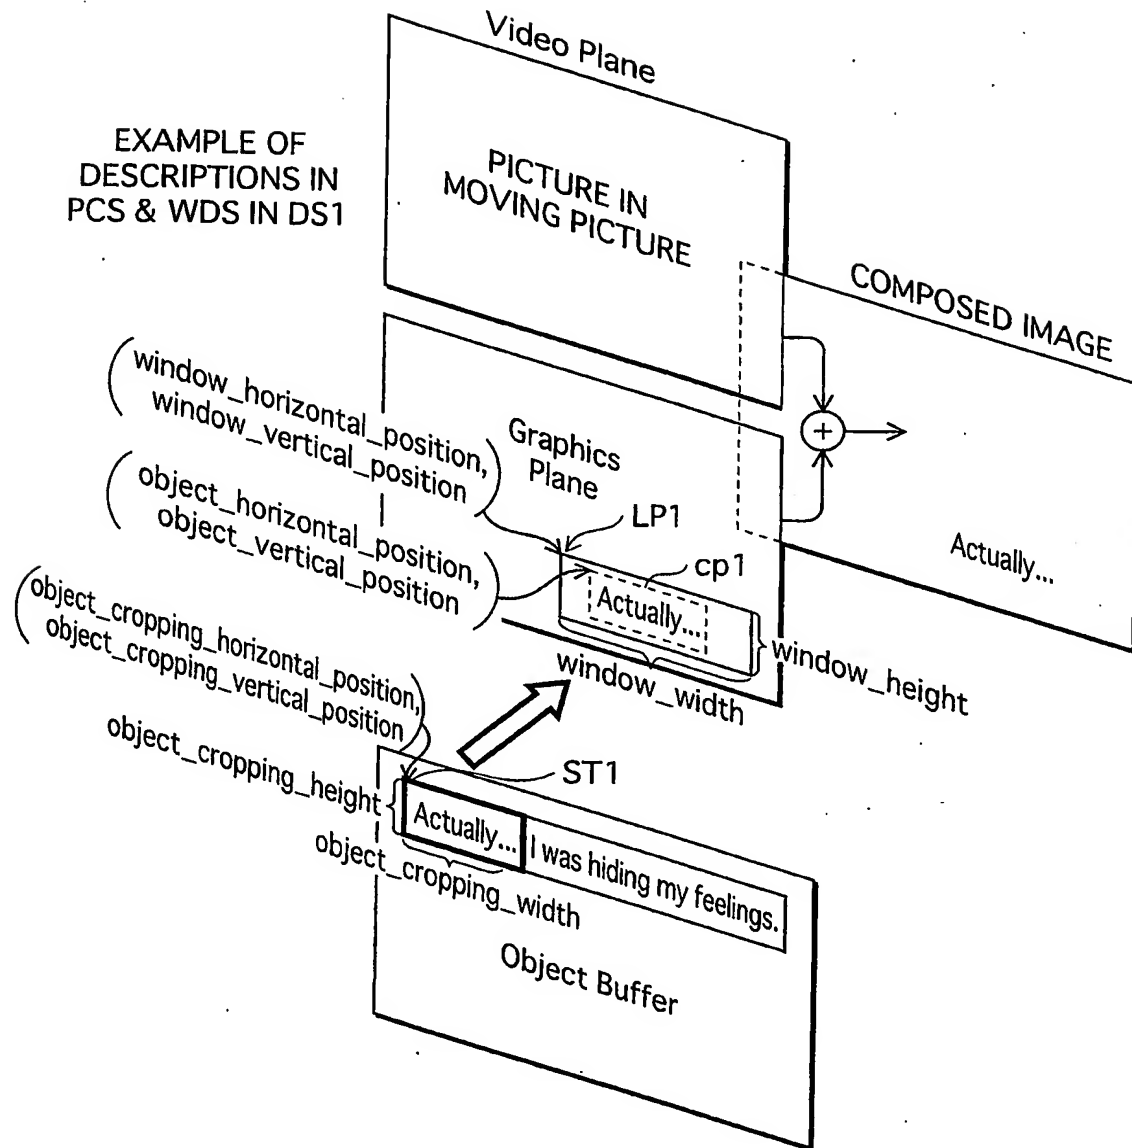 Video Plane
EXAMPLE OF
DESCRIPTIONS IN
PCS & WDS IN DS1
PICTURE IN
MOVING PICTURE
COMPOSED IMAGE
(window_horizontal_position,
window_vertical_position)
Graphics
Plane
(object_horizontal_position,
object_vertical_position)
LP1
cp1
Actually...
Actually...
+
window_height
window_width
(object_cropping_horizontal_position,
object_cropping_vertical_position)
object_cropping_height
ST1
Actually... I was hiding my feelings.
object_cropping_width
Object Buffer